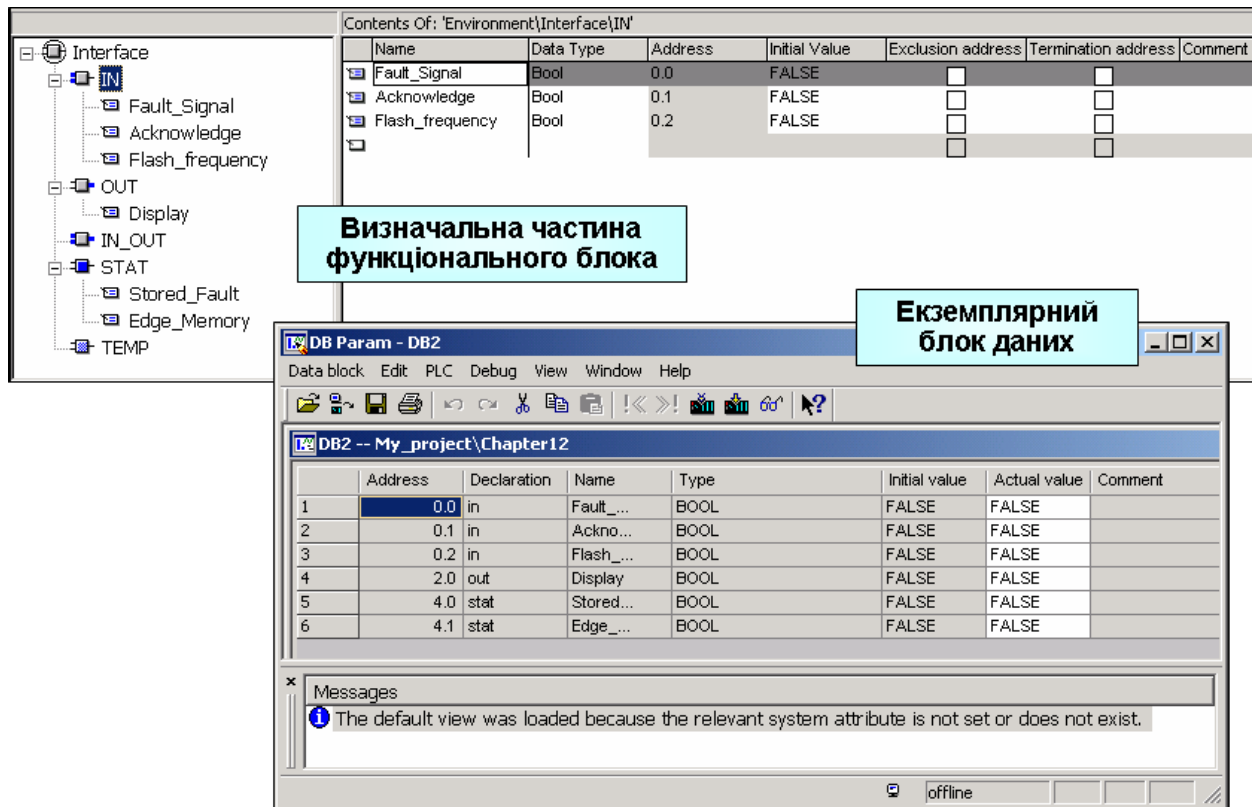 Contents Of: 'Environment\Interface\IN'
Interface
IN
Fault_Signal
Acknowledge
Flash_frequency
OUT
Display
IN_OUT
STAT
Stored_Fault
Edge_Memory
TEMP
Name Data Type Address Initial Value Exclusion address Termination address Comment
Fault_Signal Bool 0.0 FALSE
Acknowledge Bool 0.1 FALSE
Flash_frequency Bool 0.2 FALSE
Визначальна частина
функціонального блока
Екземплярний
блок даних
DB Param - DB2
Data block Edit PLC Debug View Window Help
DB2 -- My_project\Chapter12
Address Declaration Name Type Initial value Actual value Comment
1 0.0 in Fault_... BOOL FALSE FALSE
2 0.1 in Ackno... BOOL FALSE FALSE
3 0.2 in Flash_... BOOL FALSE FALSE
4 2.0 out Display BOOL FALSE FALSE
5 4.0 stat Stored... BOOL FALSE FALSE
6 4.1 stat Edge_... BOOL FALSE FALSE
Messages
The default view was loaded because the relevant system attribute is not set or does not exist.
offline